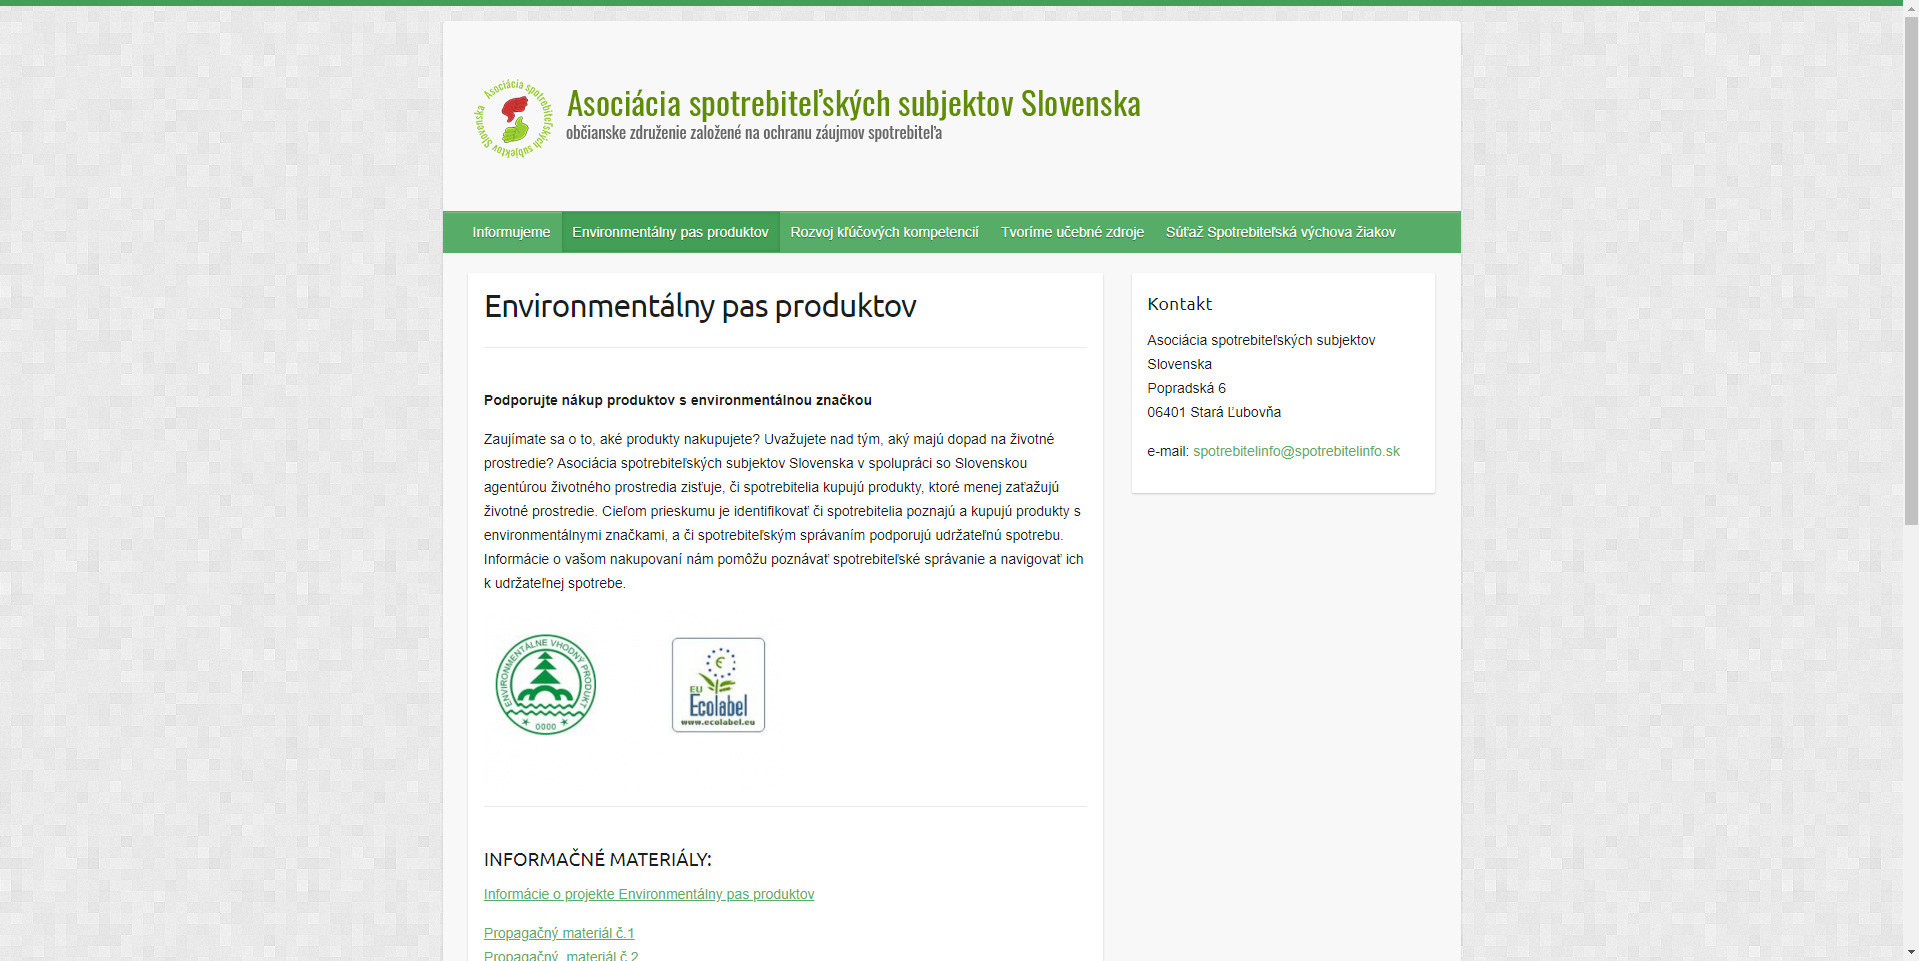 Asociácia spotrebiteľských subjektov Slovenska
Asociácia spotrebiteľských subjektov Slovenska
občianske združenie založené na ochranu záujmov spotrebiteľa
Informujeme
Environmentálny pas produktov
Rozvoj kľúčových kompetencií
Tvoríme učebné zdroje
Súťaž Spotrebiteľská výchova žiakov
Environmentálny pas produktov
Podporujte nákup produktov s environmentálnou značkou
Zaujímate sa o to, aké produkty nakupujete? Uvažujete nad tým, aký majú dopad na životné
prostredie? Asociácia spotrebiteľských subjektov Slovenska v spolupráci so Slovenskou
agentúrou životného prostredia zisťuje, či spotrebitelia kupujú produkty, ktoré menej zaťažujú
životné prostredie. Cieľom prieskumu je identifikovať či spotrebitelia poznajú a kupujú produkty s
environmentálnymi značkami, a či spotrebiteľským správaním podporujú udržateľnú spotrebu.
Informácie o vašom nakupovaní nám pomôžu poznávať spotrebiteľské správanie a navigovať ich
k udržateľnej spotrebe.
ENVIRONMENTÁLNE VHODNÝ PRODUKT
0000
EU
Ecolabel
www.ecolabel.eu
INFORMAČNÉ MATERIÁLY:
Informácie o projekte Environmentálny pas produktov
Propagačný materiál č.1
Propagačný materiál č.2
Kontakt
Asociácia spotrebiteľských subjektov
Slovenska
Popradská 6
06401 Stará Ľubovňa
e-mail: spotrebitelinfo@spotrebitelinfo.sk